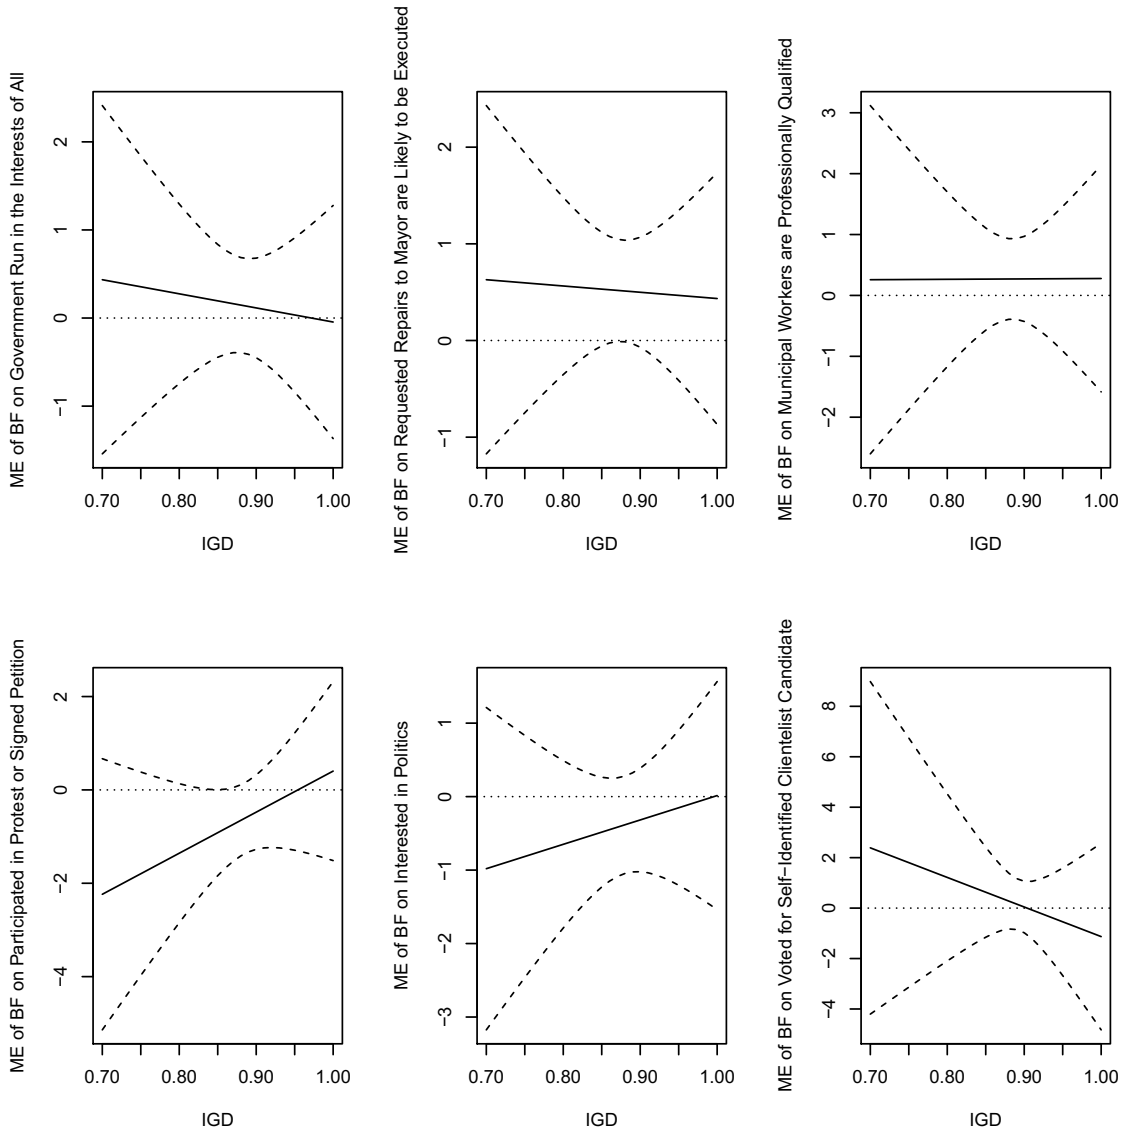 ME of BF on Government Run in the Interests of All
2
1
0
−1
0.70 0.80 0.90 1.00
IGD
ME of BF on Requested Repairs to Mayor are Likely to be Executed
2
1
0
−1
0.70 0.80 0.90 1.00
IGD
ME of BF on Municipal Workers are Professionally Qualified
3
2
1
0
−1
−2
0.70 0.80 0.90 1.00
IGD
ME of BF on Participated in Protest or Signed Petition
2
0
−2
−4
0.70 0.80 0.90 1.00
IGD
ME of BF on Interested in Politics
1
0
−1
−2
−3
0.70 0.80 0.90 1.00
IGD
ME of BF on Voted for Self−Identified Clientelist Candidate
8
6
4
2
0
−2
−4
0.70 0.80 0.90 1.00
IGD